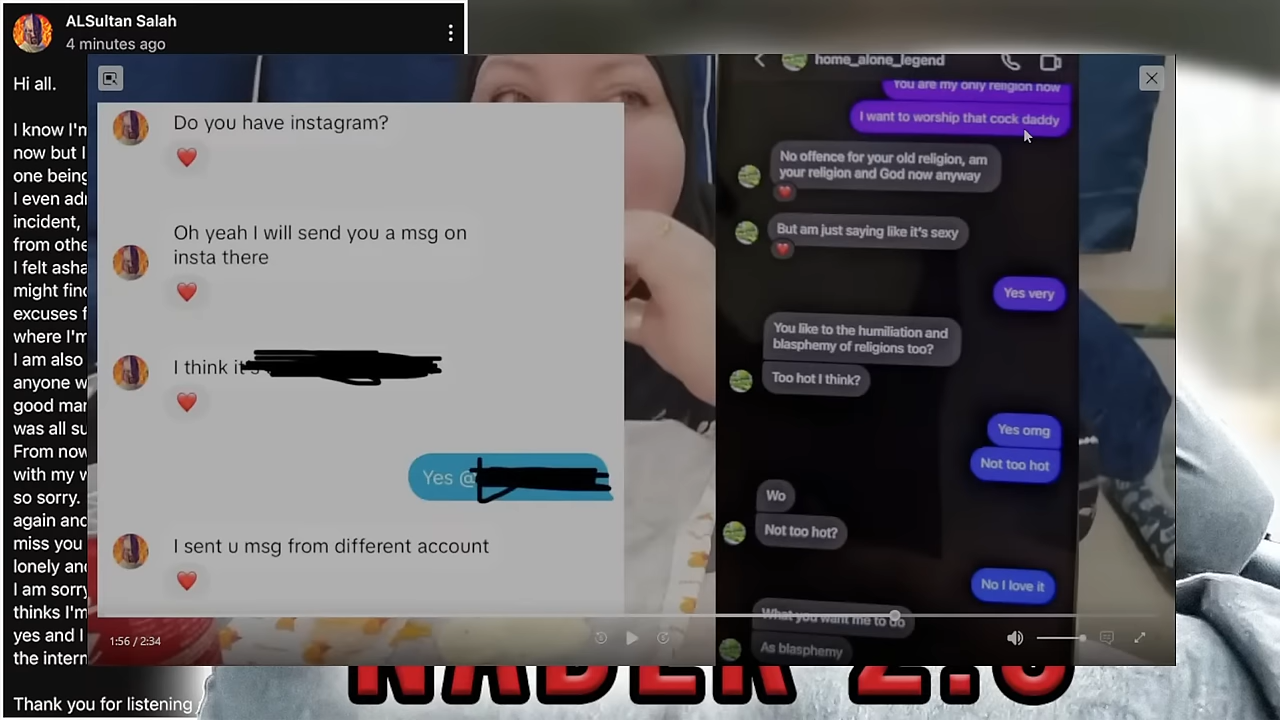 ALSultan Salah
4 minutes ago
Hi all.
I know I'm
now but I
one being
I even ad
incident,
from othe
I felt asha
might find
excuses f
where I'm
I am also
anyone w
good mar
was all su
From now
with my w
so sorry.
again and
miss you
lonely and
I am sorry
thinks I'm
yes and I
the intern
Thank you for listening
Do you have instagram?
Oh yeah I will send you a msg on
insta there
I think it's
Yes @
I sent u msg from different account
1:56 / 2:34
home_alone_legend
You are my only religion now
I want to worship that cock daddy
No offence for your old religion, am
your religion and God now anyway
But am just saying like it's sexy
Yes very
You like to the humiliation and
blasphemy of religions too?
Too hot I think?
Yes omg
Not too hot
Wo
Not too hot?
No I love it
What you want me to do
As blasphemy
NADER 2.0